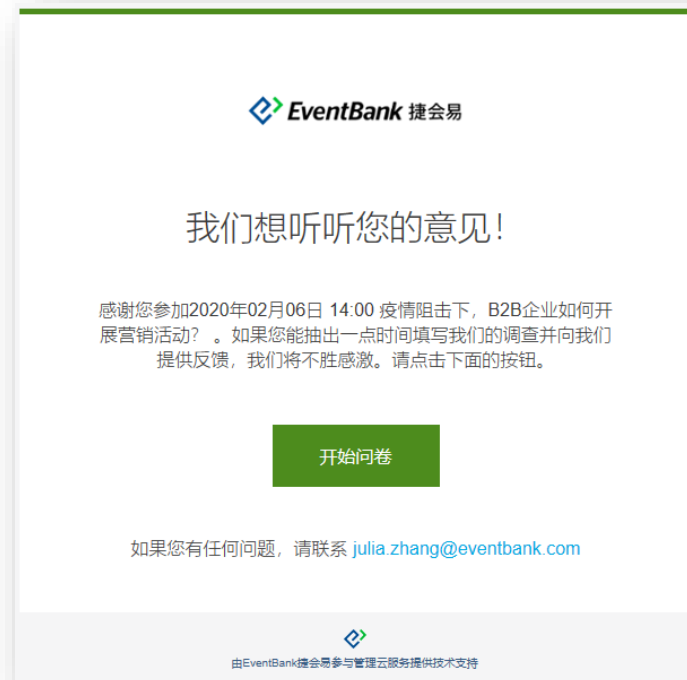 EventBank 捷会易
我们想听听您的意见！
感谢您参加2020年02月06日 14:00 疫情阻击下，B2B企业如何开
展营销活动？ 。如果您能抽出一点时间填写我们的调查并向我们
提供反馈，我们将不胜感激。请点击下面的按钮。
开始问卷
如果您有任何问题，请联系 julia.zhang@eventbank.com
由EventBank捷会易参与管理云服务提供技术支持